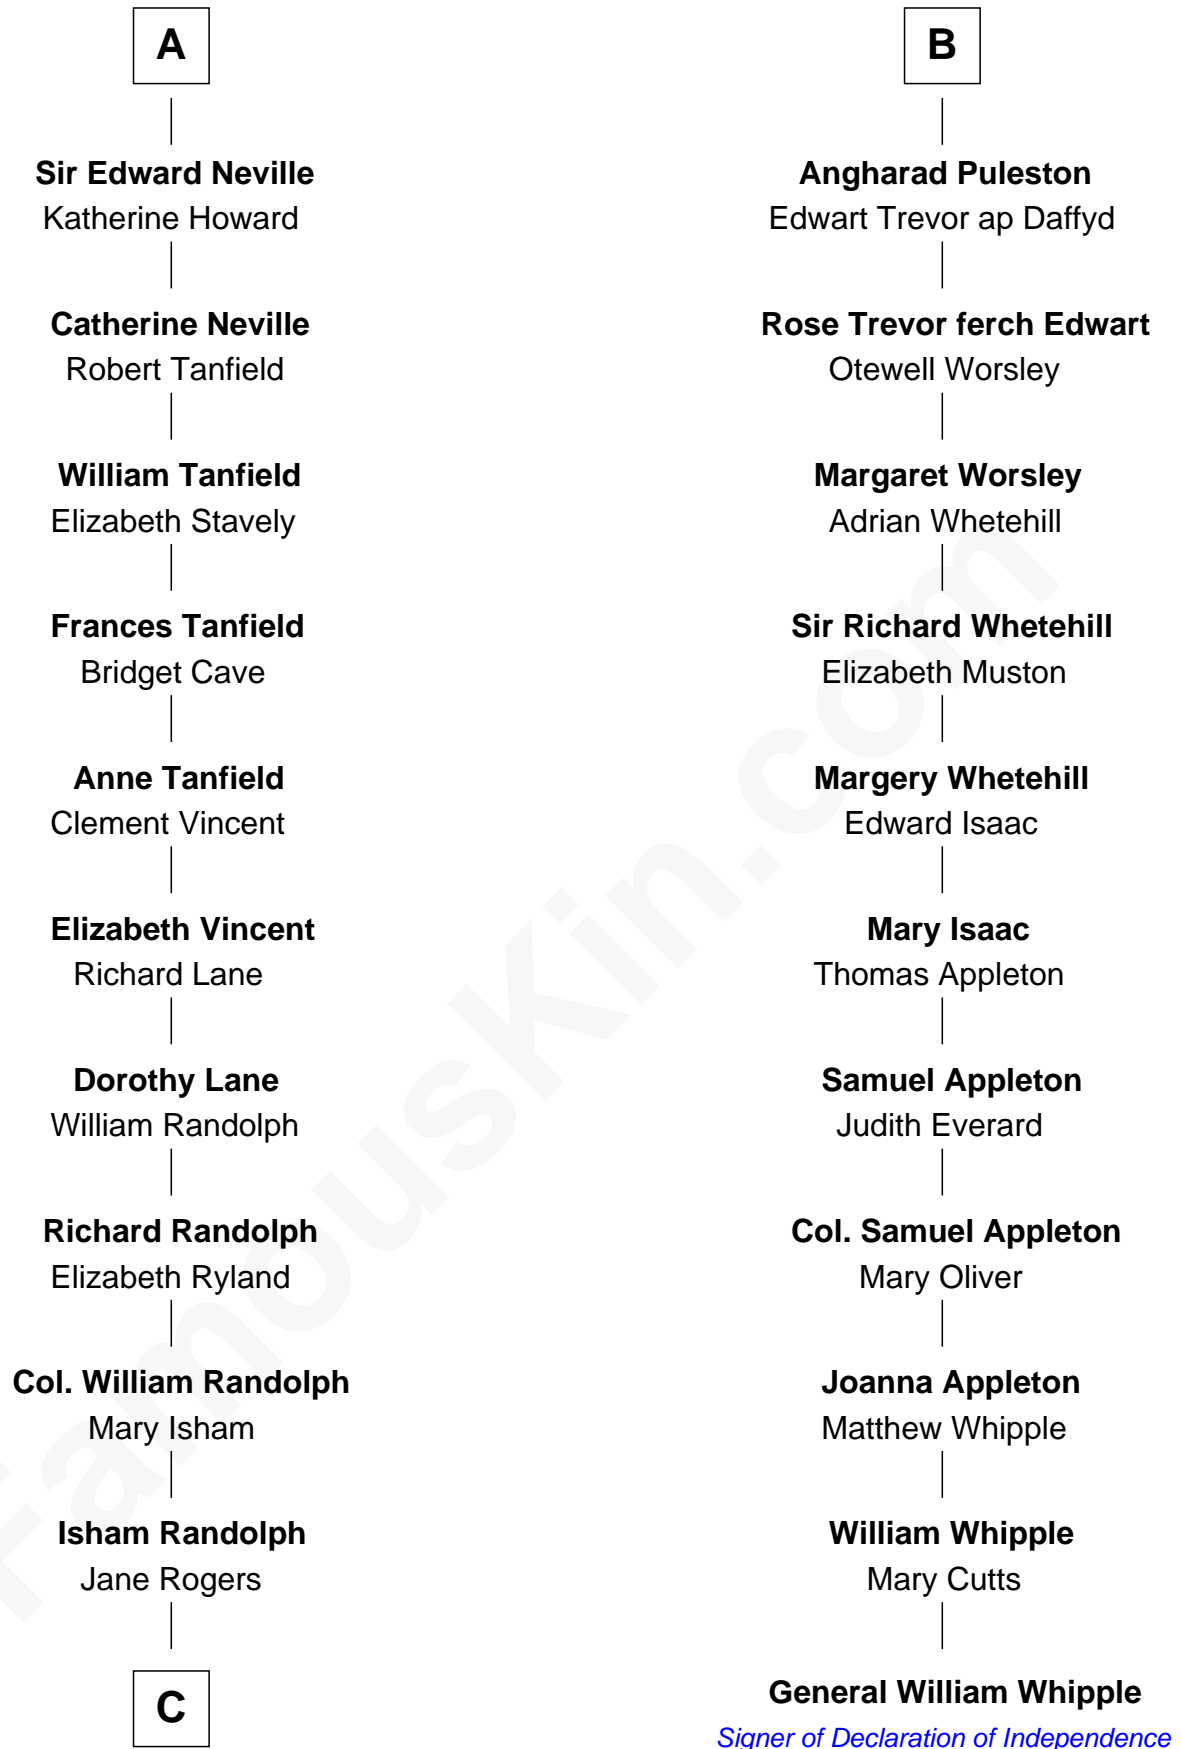 A
Sir Edward Neville
Katherine Howard
Catherine Neville
Robert Tanfield
William Tanfield
Elizabeth Stavely
Frances Tanfield
Bridget Cave
Anne Tanfield
Clement Vincent
Elizabeth Vincent
Richard Lane
Dorothy Lane
William Randolph
Richard Randolph
Elizabeth Ryland
Col. William Randolph
Mary Isham
Isham Randolph
Jane Rogers
C
B
Angharad Puleston
Edwart Trevor ap Daffyd
Rose Trevor ferch Edwart
Otewell Worsley
Margaret Worsley
Adrian Whetehill
Sir Richard Whetehill
Elizabeth Muston
Margery Whetehill
Edward Isaac
Mary Isaac
Thomas Appleton
Samuel Appleton
Judith Everard
Col. Samuel Appleton
Mary Oliver
Joanna Appleton
Matthew Whipple
William Whipple
Mary Cutts
General William Whipple
Signer of Declaration of Independence
FamousKin.com